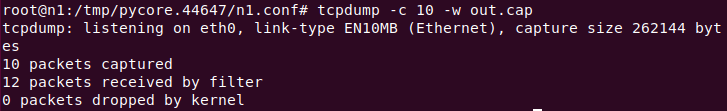 root@n1:/tmp/pycore.44647/n1.conf# tcpdump -c 10 -w out.cap
tcpdump: listening on eth0, link-type EN10MB (Ethernet), capture size 262144 byt
es
10 packets captured
12 packets received by filter
0 packets dropped by kernel